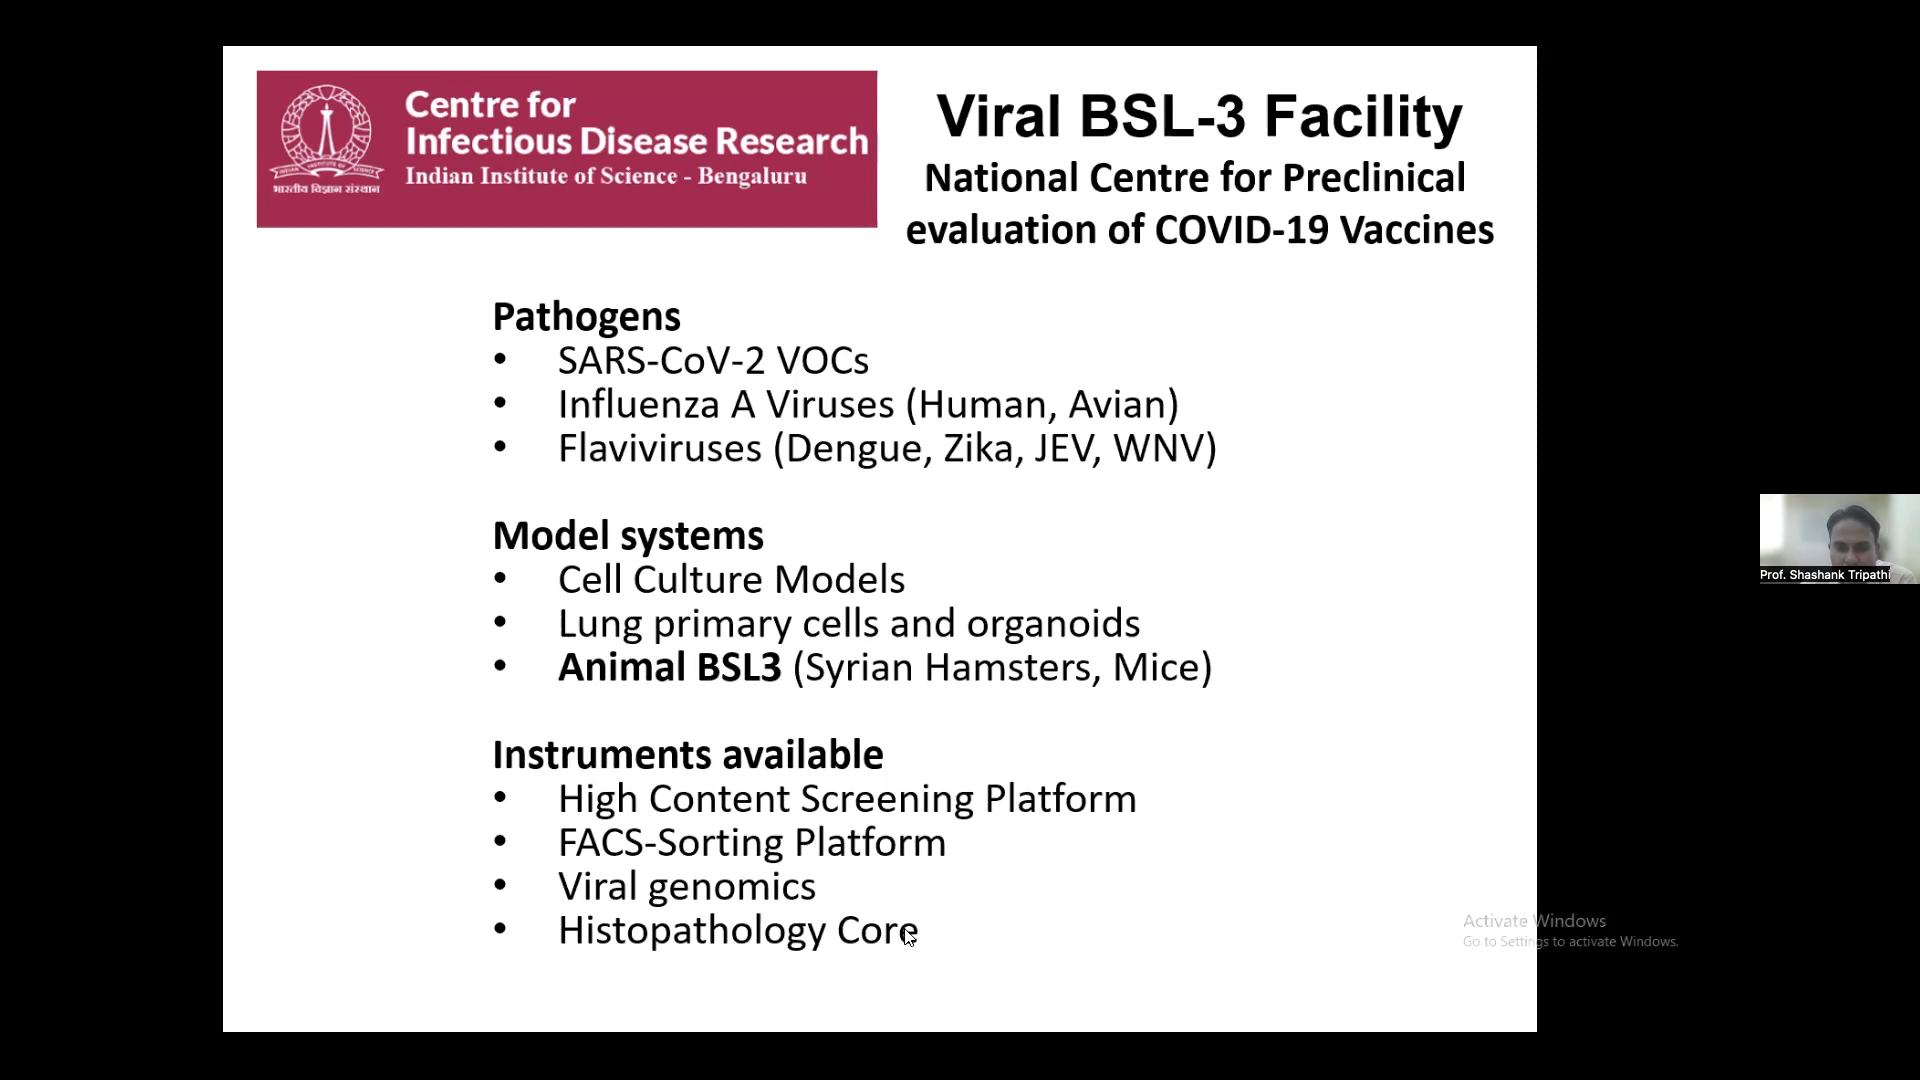 Centre for
Infectious Disease Research
Indian Institute of Science - Bengaluru
INDIAN INSTITUTE OF SCIENCE
भारतीय विज्ञान संस्थान
Viral BSL-3 Facility
National Centre for Preclinical
evaluation of COVID-19 Vaccines
Pathogens
• SARS-CoV-2 VOCs
• Influenza A Viruses (Human, Avian)
• Flaviviruses (Dengue, Zika, JEV, WNV)
Model systems
• Cell Culture Models
• Lung primary cells and organoids
• Animal BSL3 (Syrian Hamsters, Mice)
Instruments available
• High Content Screening Platform
• FACS-Sorting Platform
• Viral genomics
• Histopathology Core
Prof. Shashank Tripathi
Activate Windows
Go to Settings to activate Windows.